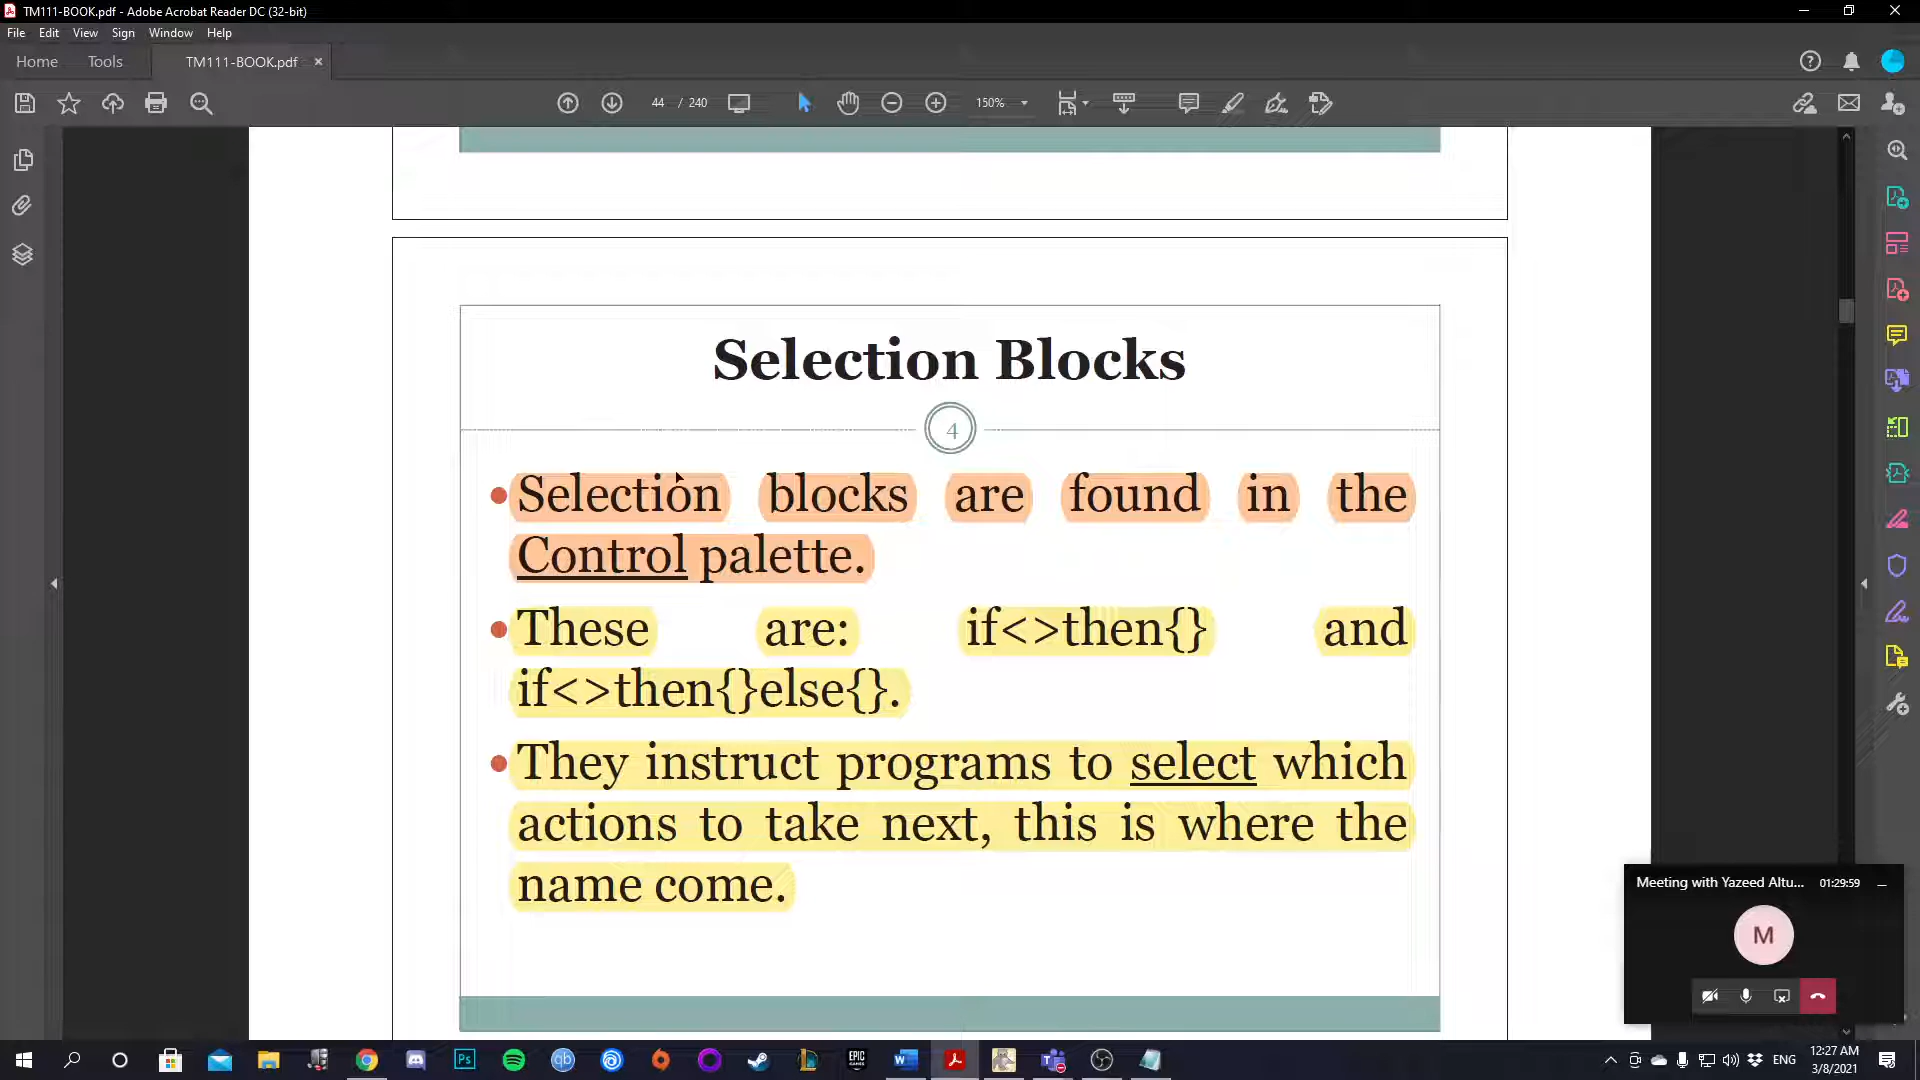 TM111-BOOK.pdf - Adobe Acrobat Reader DC (32-bit)
File Edit View Sign Window Help
Home Tools TM111-BOOK.pdf
44 / 240 150%
Selection Blocks
4
Selection blocks are found in the
Control palette.
These are: if<>then{} and
if<>then{}else{}.
They instruct programs to select which
actions to take next, this is where the
name come.
Meeting with Yazeed Altu... 01:29:59
M
ENG
12:27 AM
3/8/2021